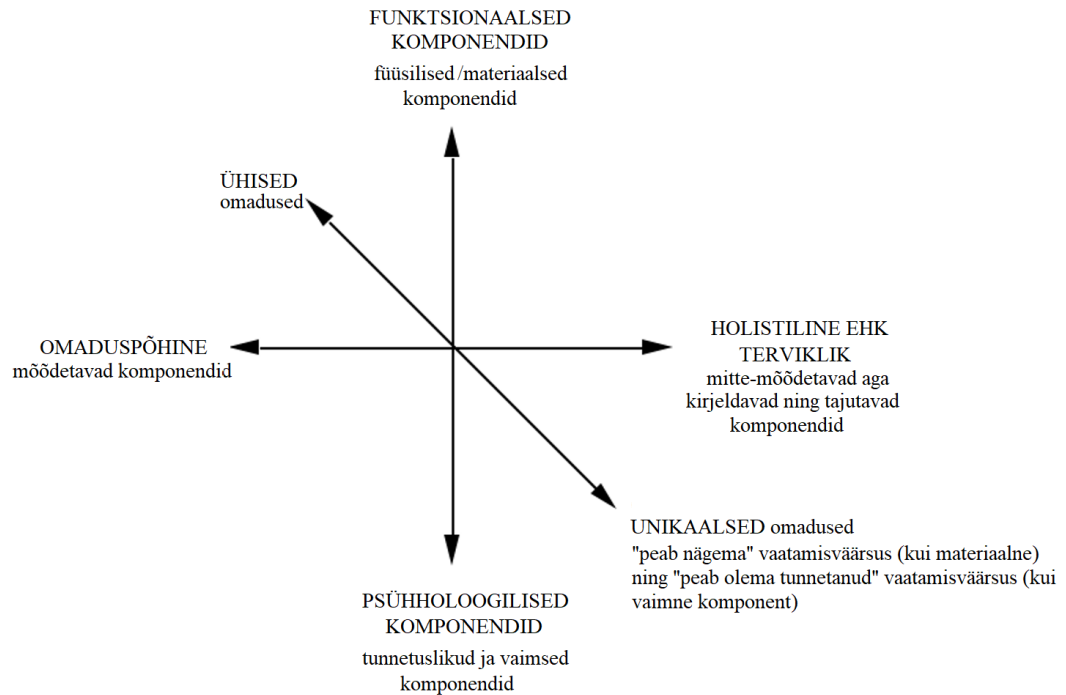 FUNKTSIONAALSED
KOMPONENDID
füüsilised/materiaalsed
komponendid
ÜHISED
omadused
OMADUSPÕHINE
mõõdetavad komponendid
HOLISTILINE EHK
TERVIKLIK
mitte-mõõdetavad aga
kirjeldavad ning tajutavad
komponendid
UNIKAALSED omadused
"peab nägema" vaatamisväärsus (kui materiaalne)
ning "peab olema tunnetanud" vaatamisväärsus (kui
vaimne komponent)
PSÜHHOLOOGILISED
KOMPONENDID
tunnetuslikud ja vaimsed
komponendid